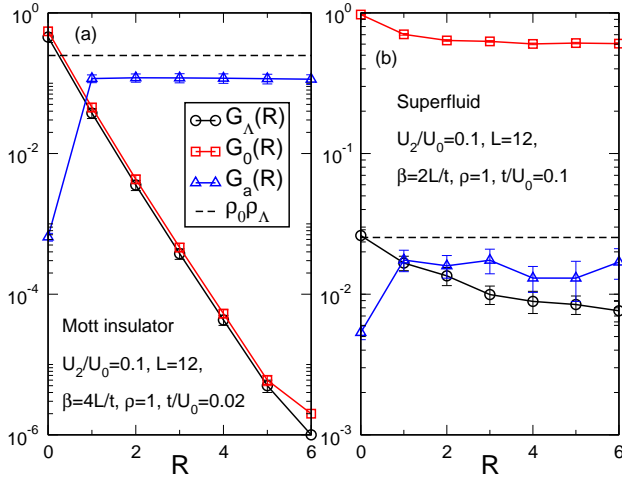 10^0
10^-2
10^-4
10^-6
0
2
4
6
R
(a)
G_Λ(R)
G_0(R)
G_a(R)
ρ_0ρ_Λ
Mott insulator
U_2/U_0=0.1, L=12,
β=4L/t, ρ=1, t/U_0=0.02
10^0
10^-1
10^-2
10^-3
0
2
4
6
R
(b)
Superfluid
U_2/U_0=0.1, L=12,
β=2L/t, ρ=1, t/U_0=0.1